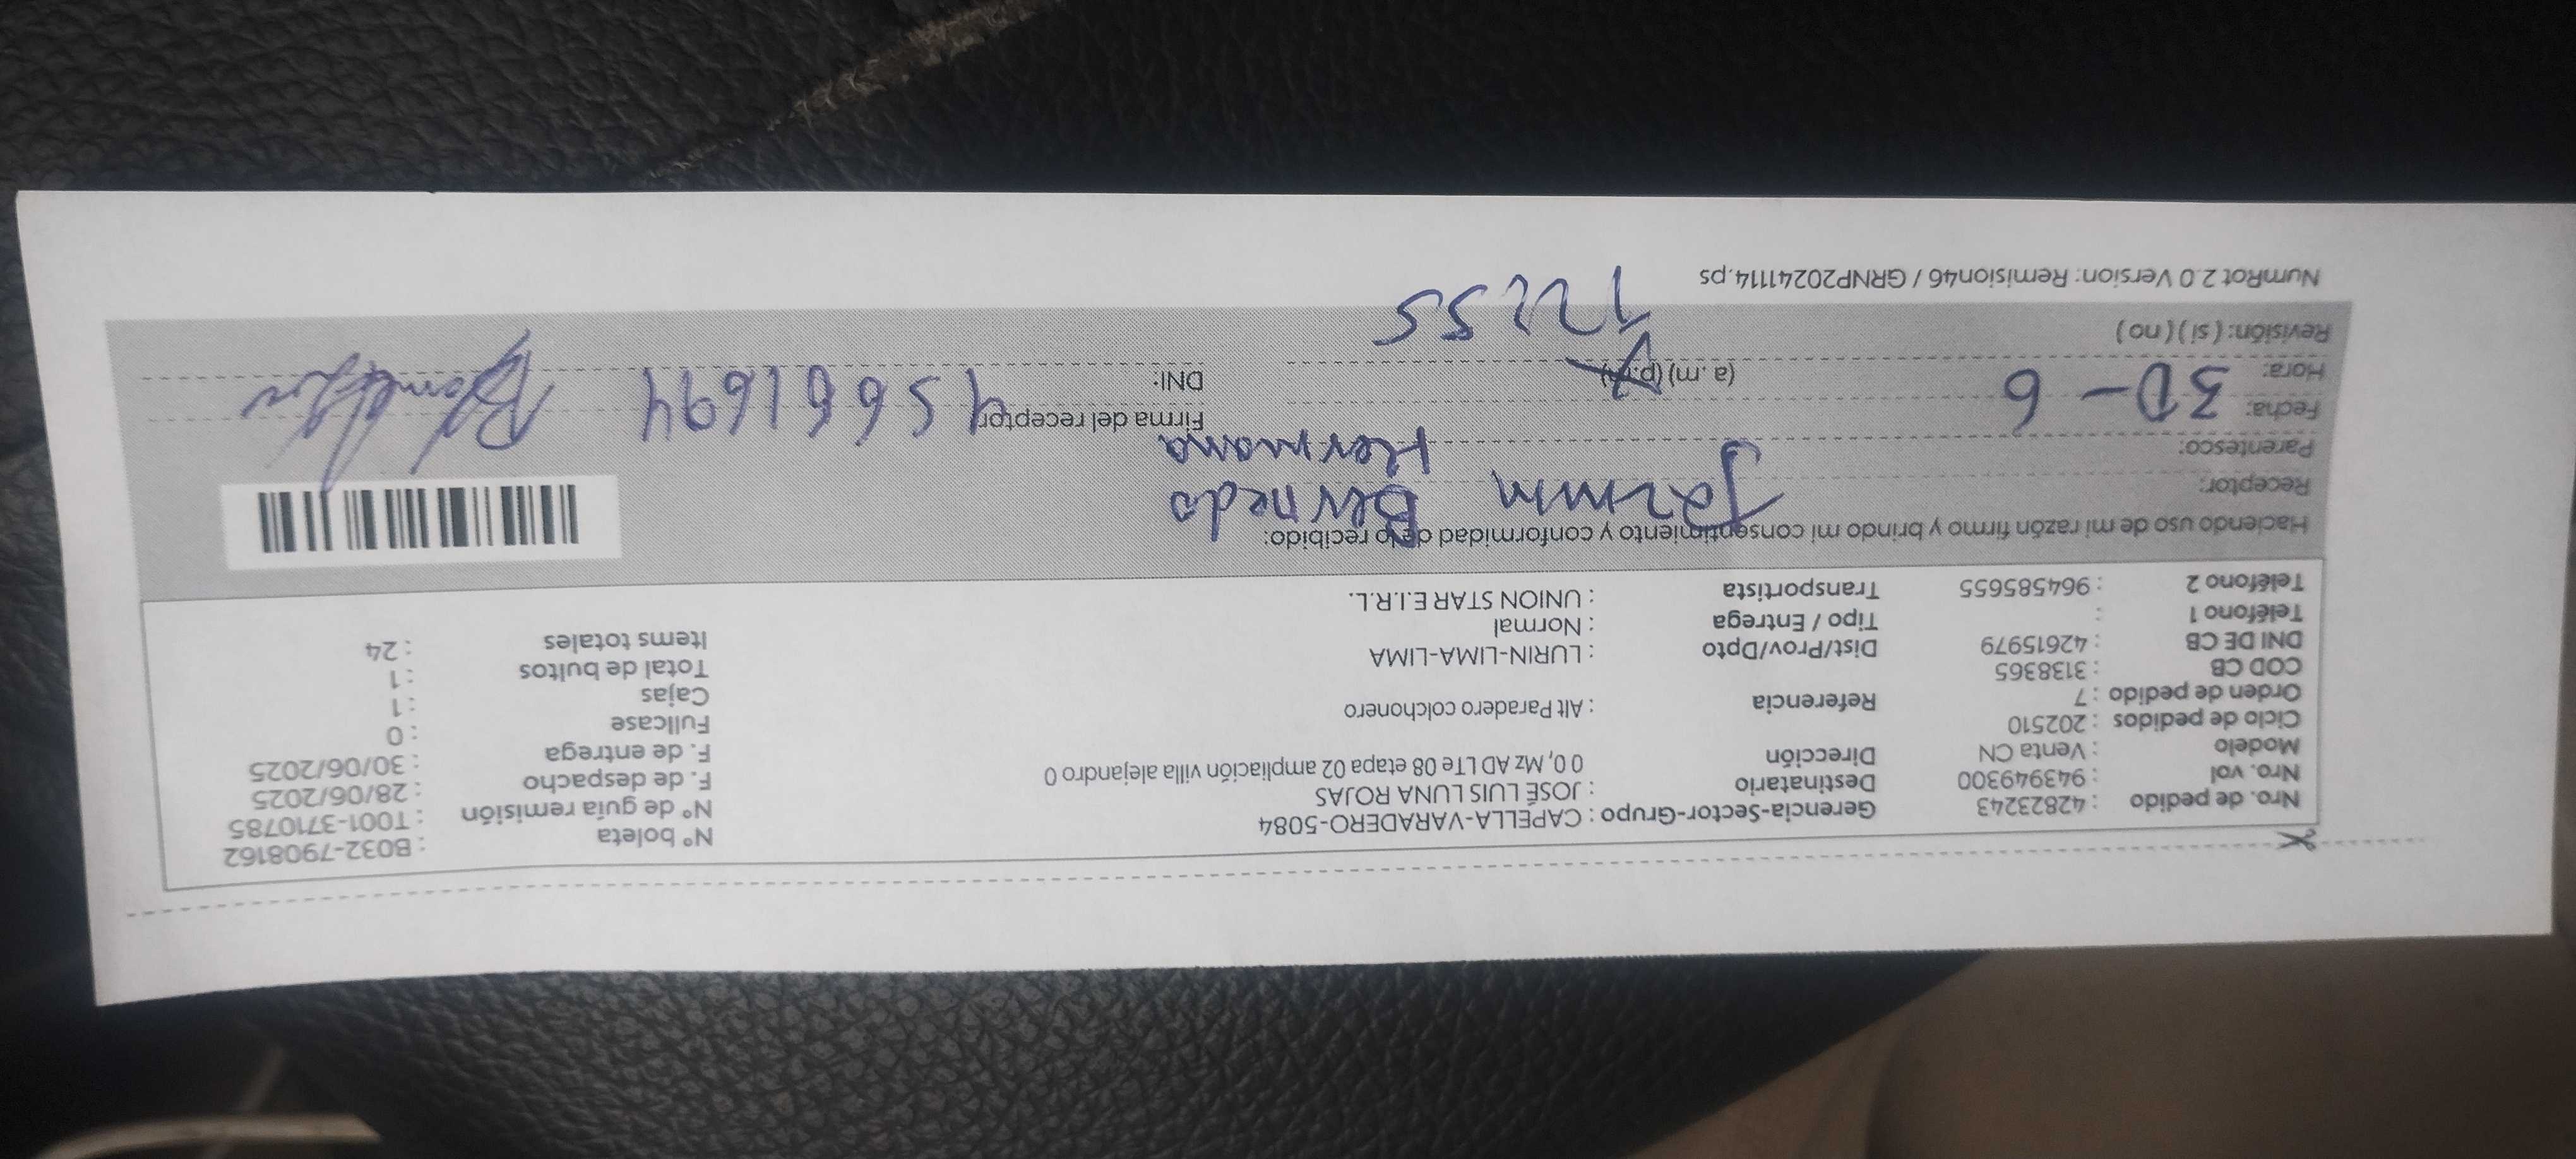 Nro. de pedido : 42823243 Gerencia-Sector-Grupo : CAPELLA-VARADERO-5084 N° boleta : B032-7908162
Nro. vol : 943949300 Destinatario : JOSÉ LUIS LUNA ROJAS N° de guía remisión : T001-3710785
Modelo : Venta CN Dirección 0 0, Mz AD LTe 08 etapa 02 ampliación villa alejandro 0 F. de despacho : 28/06/2025
Ciclo de pedidos : 202510 F. de entrega : 30/06/2025
Orden de pedido : 7 Referencia : Alt Paradero colchonero Fullcase : 0
COD CB : 3138365 Cajas : 1
DNI DE CB : 42615979 Dist/Prov/Dpto : LURIN-LIMA-LIMA Total de bultos : 1
Teléfono 1 : Tipo / Entrega : Normal Items totales : 24
Teléfono 2 : 964585655 Transportista : UNION STAR E.I.R.L.
Haciendo uso de mi razón firmo y brindo mi consentimiento y conformidad de lo recibido:
Receptor: Jazmin Bernedo
Parentesco: Hermana
Fecha: 30-6 Firma del receptor
Hora: (a. m) (p. m) DNI: 45661694
Revisión: ( si ) ( no ) 1255
NumRot 2.0 Version: Remision46 / GRNP20241114.ps